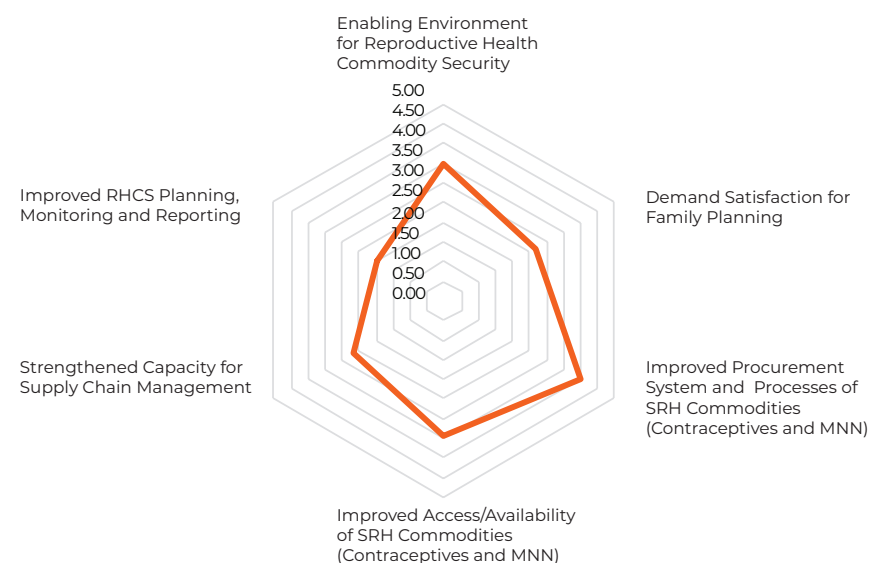 Enabling Environment
for Reproductive Health
Commodity Security
5.00
4.50
4.00
3.50
3.00
2.50
2.00
1.50
1.00
0.50
0.00
Improved RHCS Planning,
Monitoring and Reporting
Demand Satisfaction for
Family Planning
Strengthened Capacity for
Supply Chain Management
Improved Procurement
System and  Processes of
SRH Commodities
(Contraceptives and MNN)
Improved Access/Availability
of SRH Commodities
(Contraceptives and MNN)